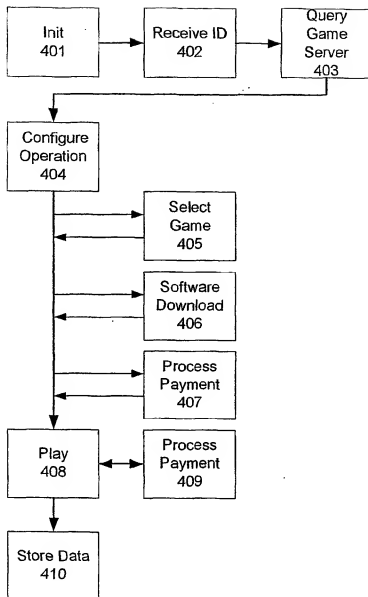 Init
401
Receive ID
402
Query
Game
Server
403
Configure
Operation
404
Select
Game
405
Software
Download
406
Process
Payment
407
Play
408
Process
Payment
409
Store Data
410